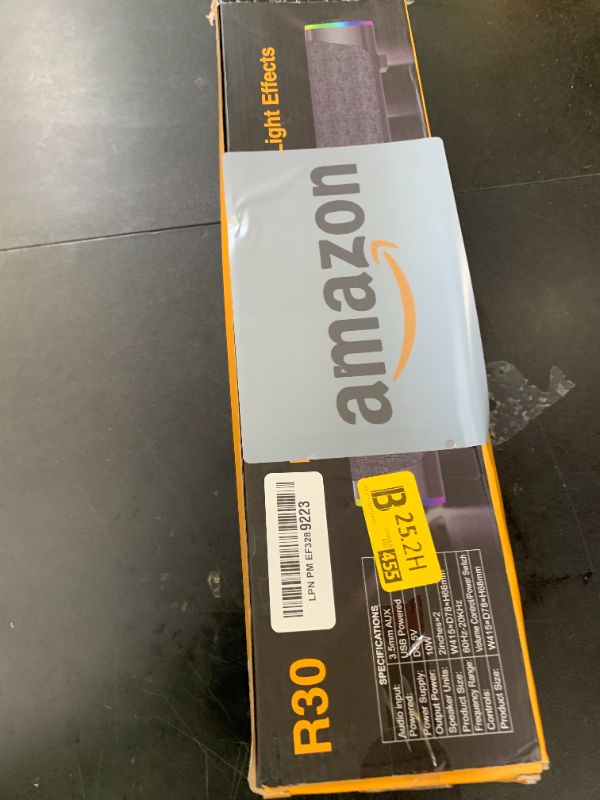 Light Effects
amazon
LPN PM EF3289223
B 25.2H
455
R30
SPECIFICATIONS
Audio input: 3.5mm AUX
Powered: USB Powered
Power Supply: 5V
Output Power: 10W
Speaker Units: 2inches×2
Product Size: W415×D78×H68mm
Frequency Range: 60Hz-20KHz
Controls: Volume Control/Power Switch
Product Size: W415×D78×H68mm